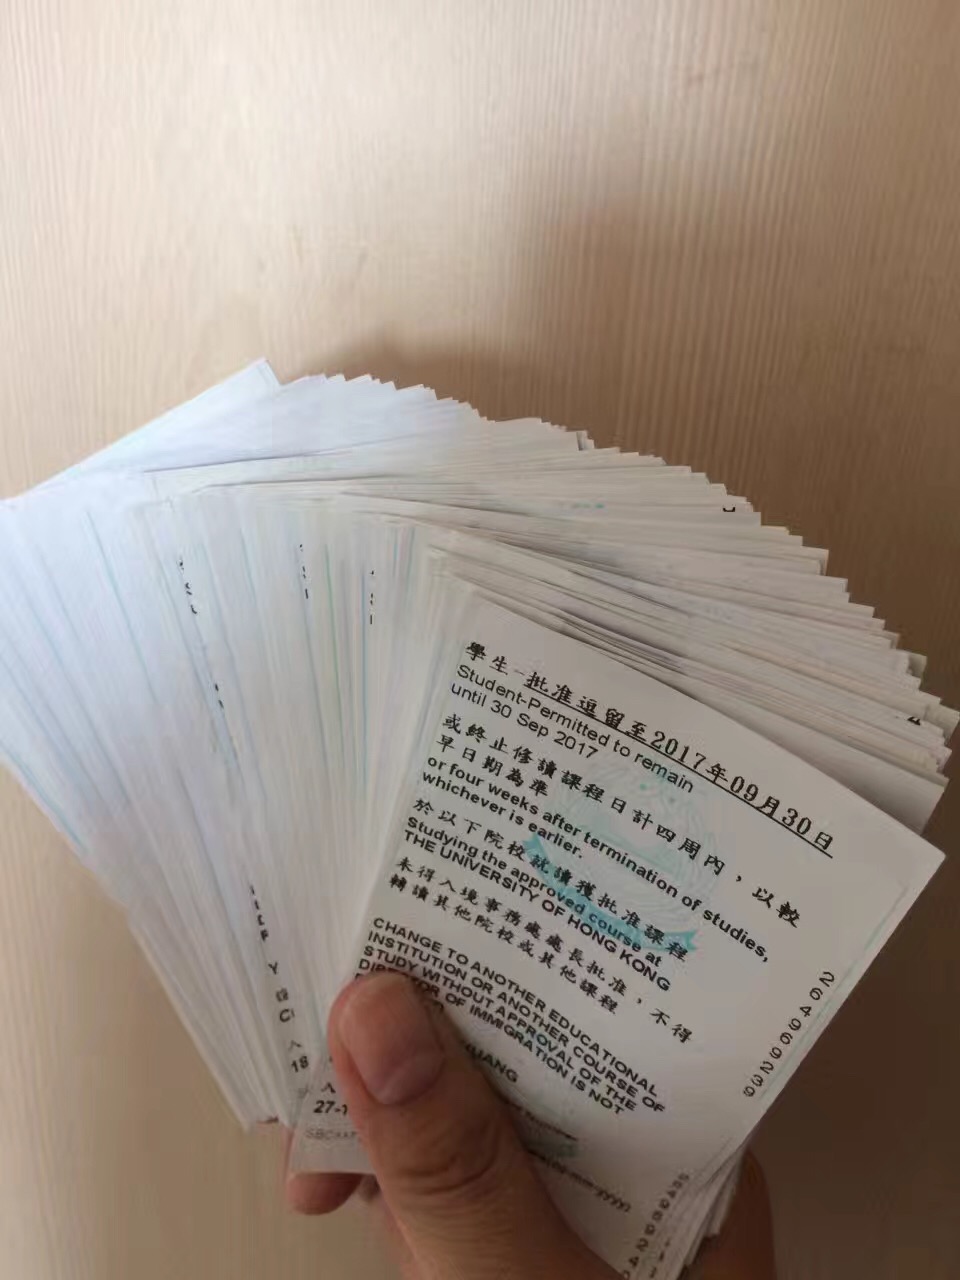 學生-批准逗留至2017年09月30日
Student-Permitted to remain
until 30 Sep 2017
或終止修讀課程日計四周內，以較
早日期為準
or four weeks after termination of studies,
whichever is earlier.
於以下院校就讀獲批准課程
Studying the approved course at
THE UNIVERSITY OF HONG KONG
未得入境事務處處長批准，不得
轉讀其他院校或其他課程
CHANGE TO ANOTHER EDUCATIONAL
INSTITUTION OR ANOTHER COURSE OF
STUDY WITHOUT APPROVAL OF THE
DIRECTOR OF IMMIGRATION IS NOT
26496929